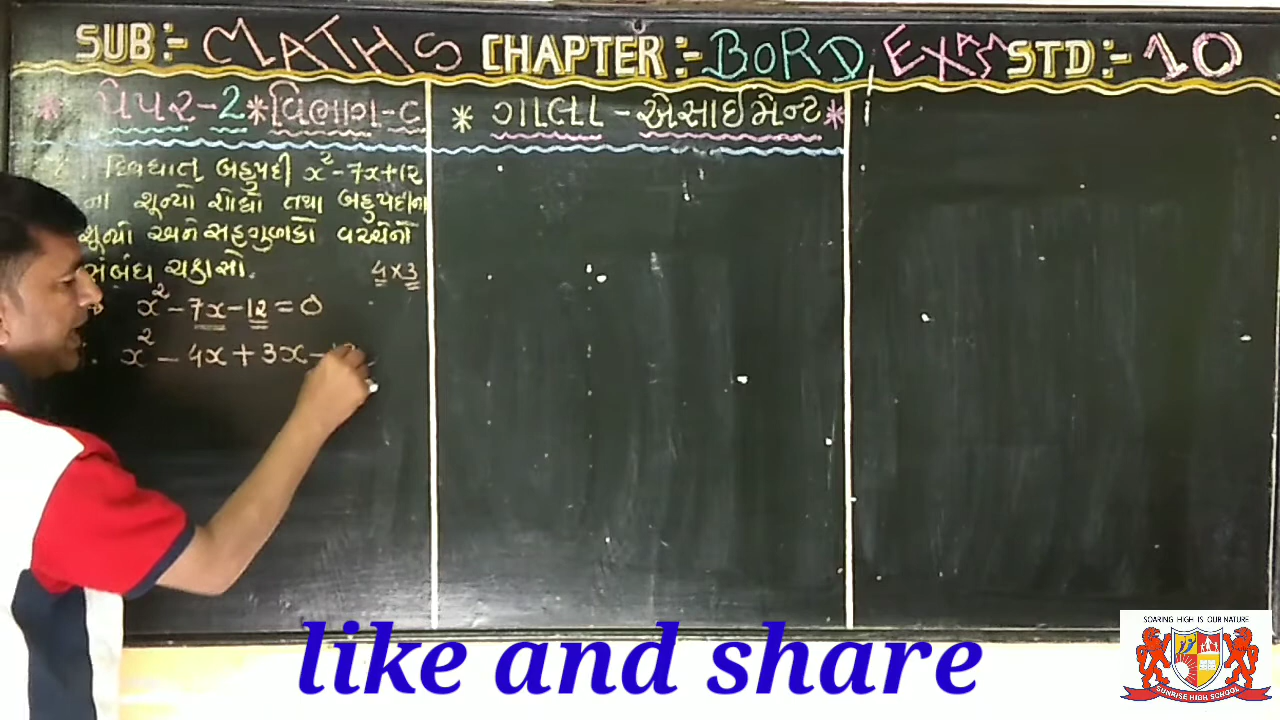 SUB:- MATHS CHAPTER:- BORD EXAM STD:- 10
* પેપર-2 * વિભાગ-C
દ્વિઘાત બહુપદી x² - 7x + 12
ના શૂન્યો શોધો તથા બહુપદીના
શૂન્યો અને સહગુણકો વચ્ચેનો
સંબંધ ચકાસો.
4 x 3
x² - 7x - 12 = 0
x² - 4x + 3x - 12
* ગાલા - એસાઈમેન્ટ *
like and share
SOARING HIGH IS OUR NATURE
SUNRISE HIGH SCHOOL